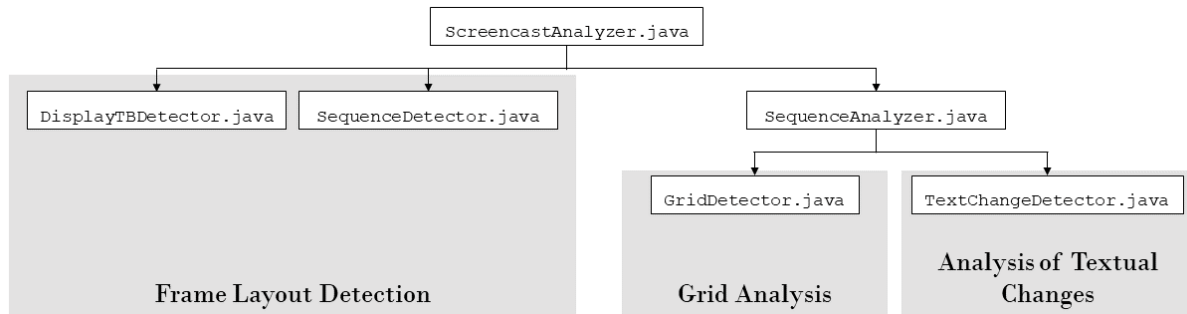 ScreencastAnalyzer.java
DisplayTBDetector.java
SequenceDetector.java
SequenceAnalyzer.java
GridDetector.java
TextChangeDetector.java
Frame Layout Detection
Grid Analysis
Analysis of Textual
Changes